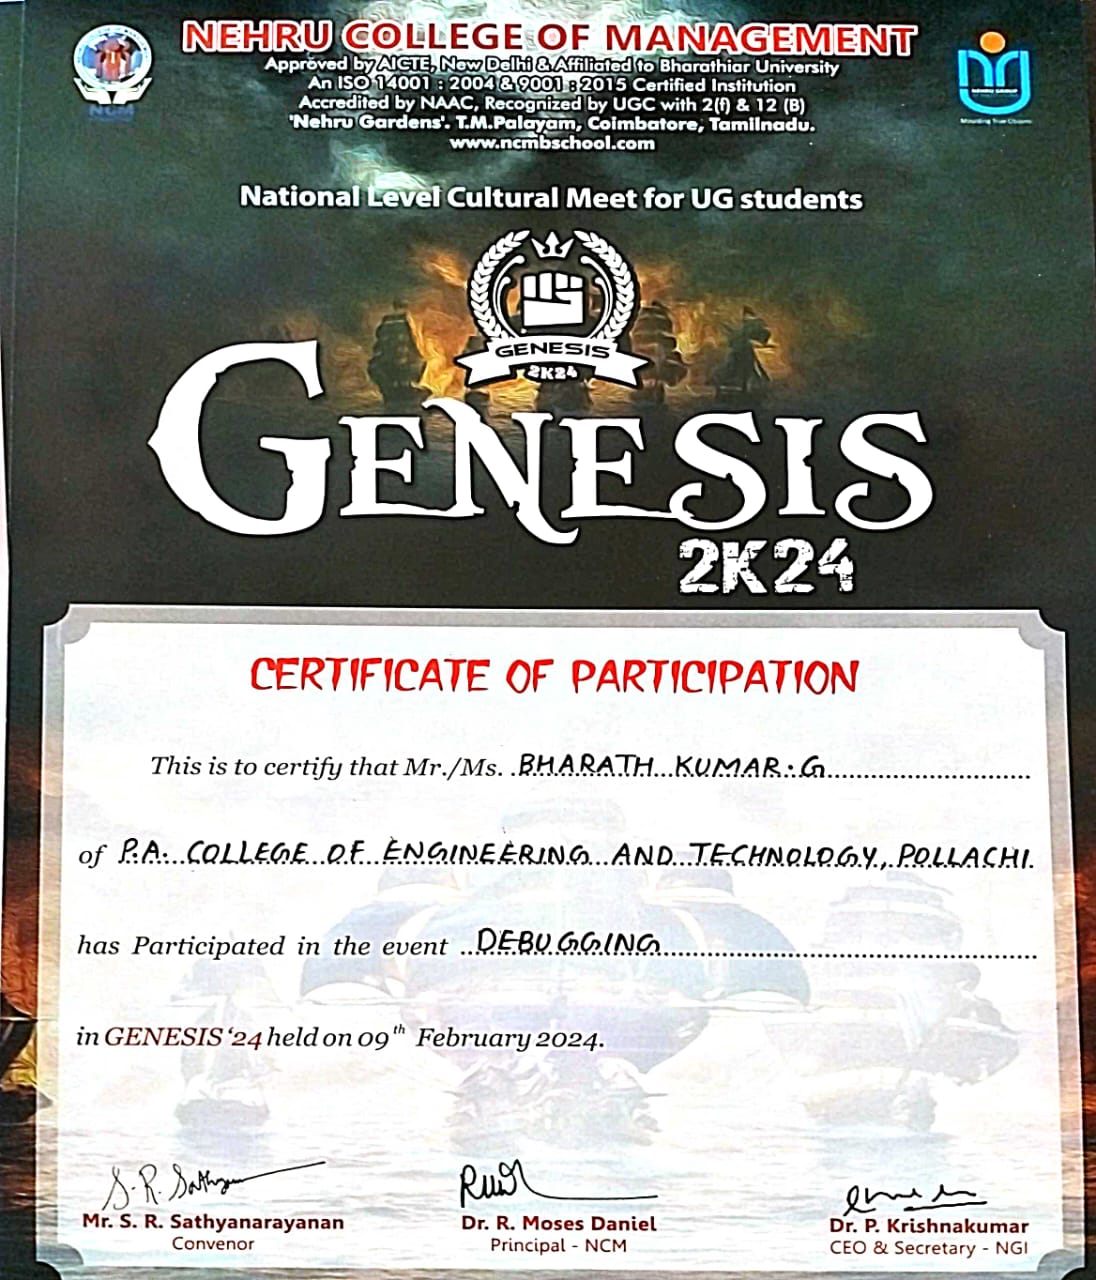 NEHRU COLLEGE OF MANAGEMENT
Approved by AICTE, New Delhi & Affiliated to Bharathiar University
An ISO 14001 : 2004 & 9001 : 2015 Certified Institution
Accredited by NAAC, Recognized by UGC with 2(f) & 12 (B)
'Nehru Gardens'. T.M.Palayam, Coimbatore, Tamilnadu.
www.ncmbschool.com
NCM
NEHRU GROUP
Moulding True Citizens
National Level Cultural Meet for UG students
GENESIS
2K24
GENESIS
2K24
CERTIFICATE OF PARTICIPATION
This is to certify that Mr./Ms. BHARATH KUMAR.G
of P.A. COLLEGE OF ENGINEERING AND TECHNOLOGY, POLLACHI.
has Participated in the event DEBUGGING
in GENESIS '24 held on 09th February 2024.
S. R. Sathya
Mr. S. R. Sathyanarayanan Dr. R. Moses Daniel Dr. P. Krishnakumar
Convenor Principal - NCM CEO & Secretary - NGI